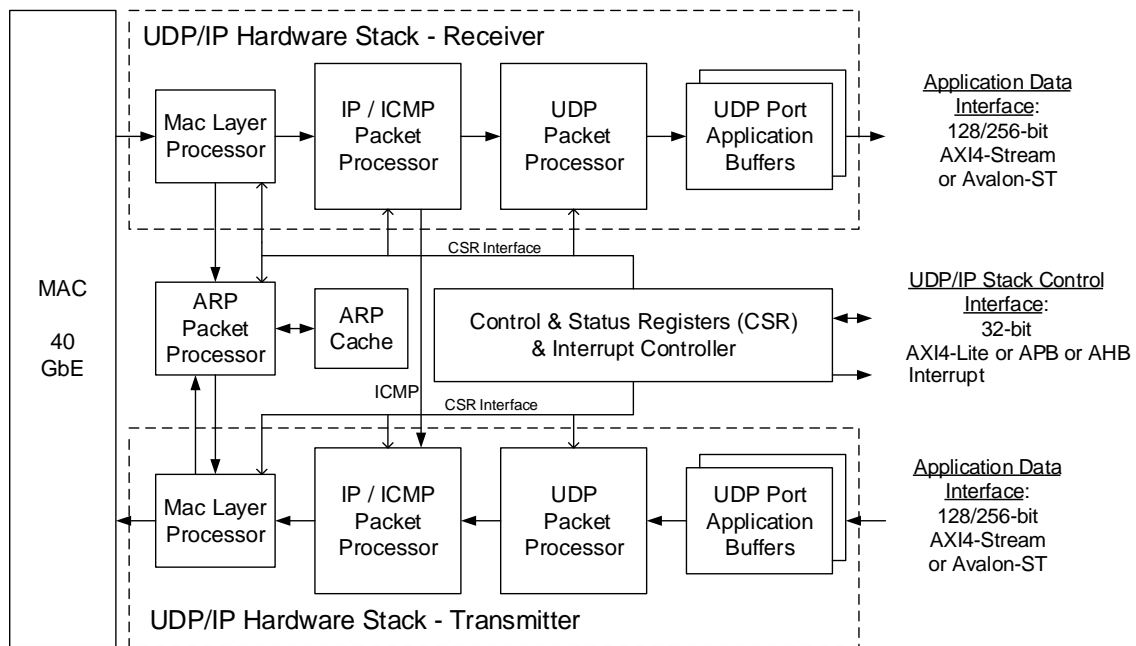 UDP/IP Hardware Stack - Receiver
Mac Layer
Processor
IP / ICMP
Packet
Processor
UDP
Packet
Processor
UDP Port
Application
Buffers
Application Data
Interface:
128/256-bit
AXI4-Stream
or Avalon-ST
CSR Interface
MAC
40
GbE
ARP
Packet
Processor
ARP
Cache
Control & Status Registers (CSR)
& Interrupt Controller
UDP/IP Stack Control
Interface:
32-bit
AXI4-Lite or APB or AHB
Interrupt
ICMP
CSR Interface
Mac Layer
Processor
IP / ICMP
Packet
Processor
UDP
Packet
Processor
UDP Port
Application
Buffers
Application Data
Interface:
128/256-bit
AXI4-Stream
or Avalon-ST
UDP/IP Hardware Stack - Transmitter